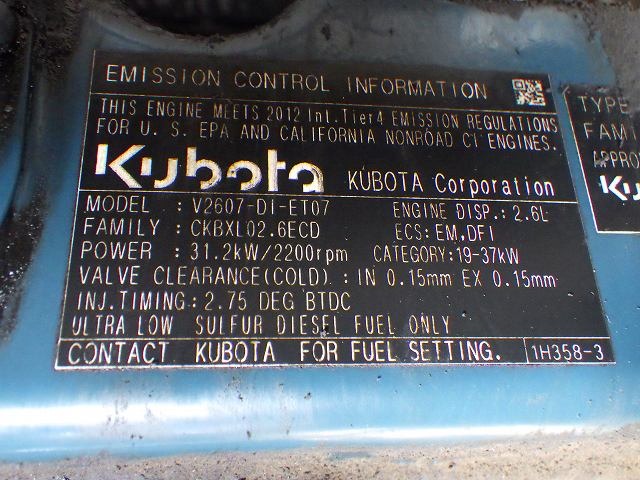 EMISSION CONTROL INFORMATION
THIS ENGINE MEETS 2012 Int.Tier4 EMISSION REGULATIONS
FOR U.S.EPA AND CALIFORNIA NONROAD CI ENGINES.
Kubota KUBOTA Corporation
MODEL : V2607-DI-ET07 ENGINE DISP.: 2.6L
FAMILY : CKBXL02.6ECD ECS: EM,DFI
POWER : 31.2kW/2200rpm CATEGORY: 19-37kW
VALVE CLEARANCE(COLD) : IN 0.15mm EX 0.15mm
INJ.TIMING: 2.75 DEG BTDC
ULTRA LOW SULFUR DIESEL FUEL ONLY
CONTACT KUBOTA FOR FUEL SETTING. 1H358-3
TYPE
FAMI
APPRO
Ku